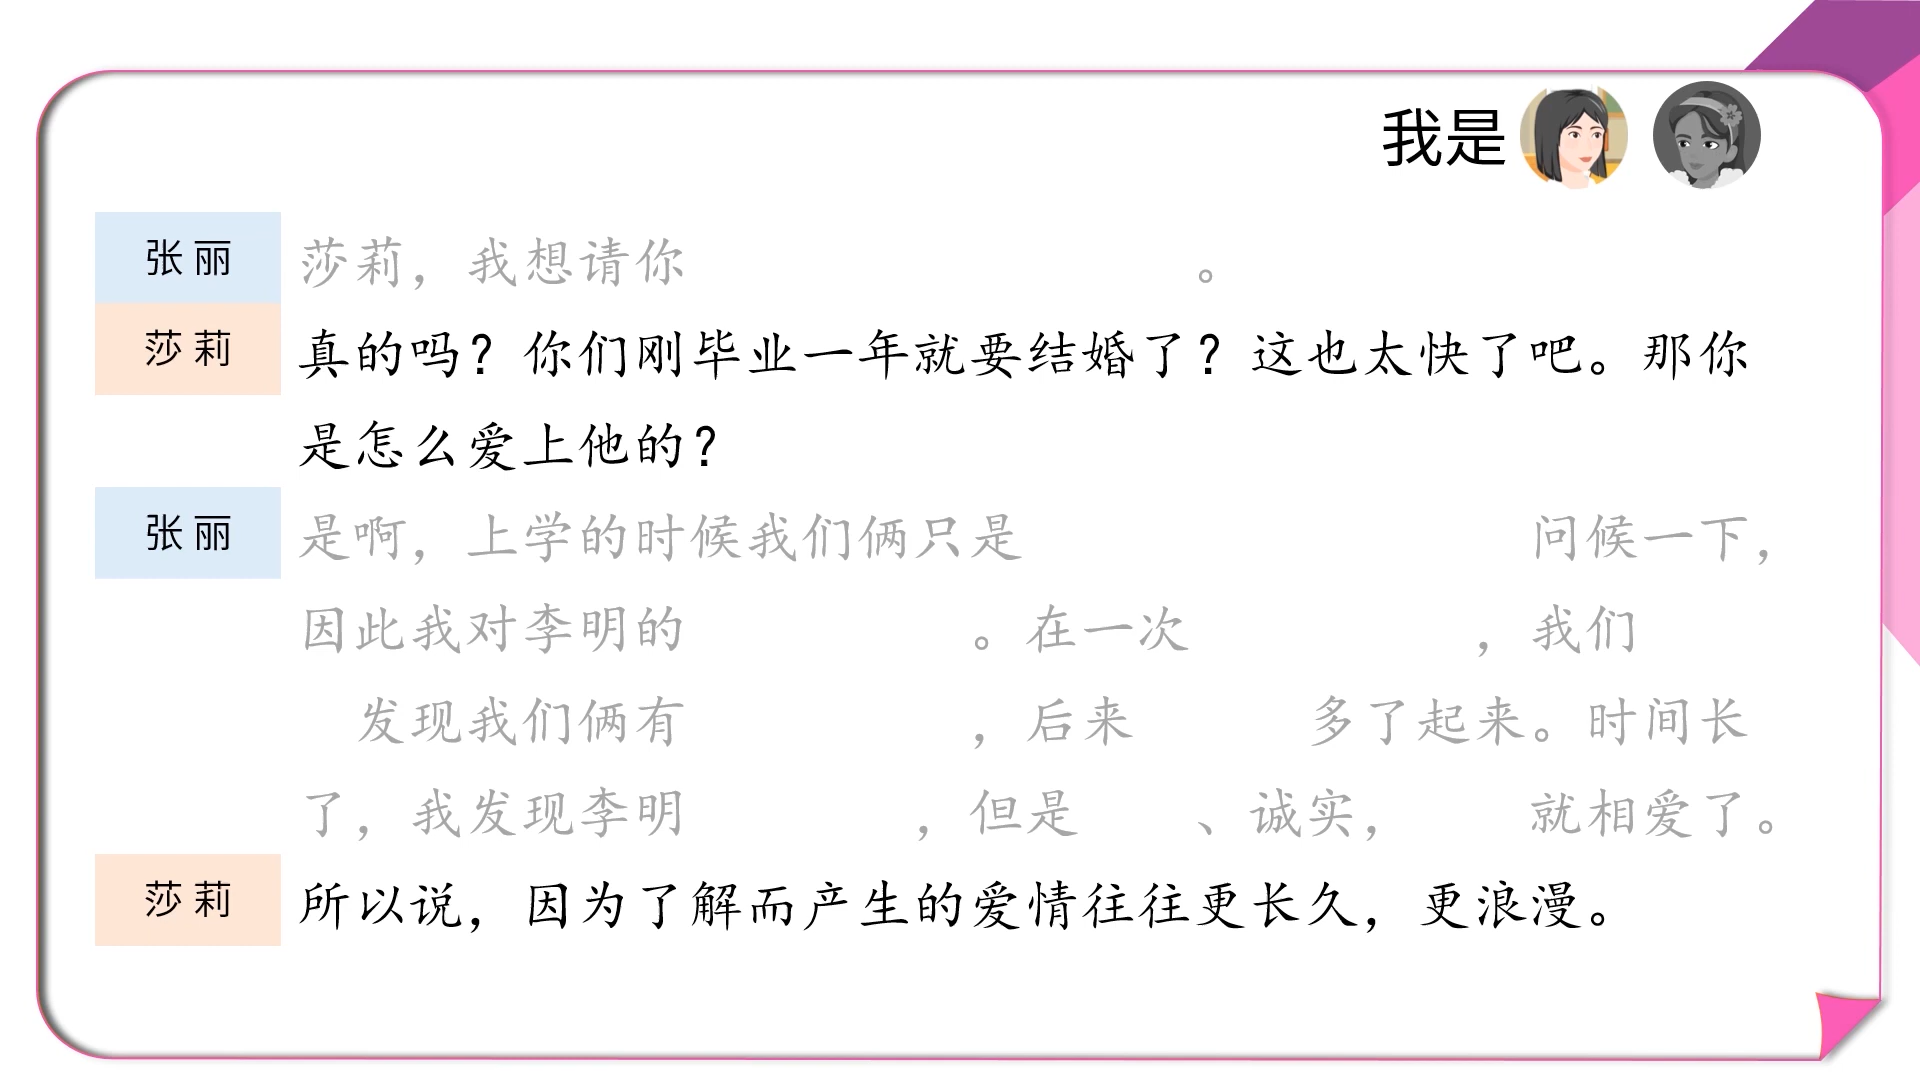 我是
张丽 莎莉，我想请你 。
莎莉 真的吗？你们刚毕业一年就要结婚了？这也太快了吧。那你
是怎么爱上他的？
张丽 是啊，上学的时候我们俩只是 问候一下，
因此我对李明的 。在一次 ，我们
发现我们俩有 ，后来 多了起来。时间长
了，我发现李明 ，但是 、诚实， 就相爱了。
莎莉 所以说，因为了解而产生的爱情往往更长久，更浪漫。